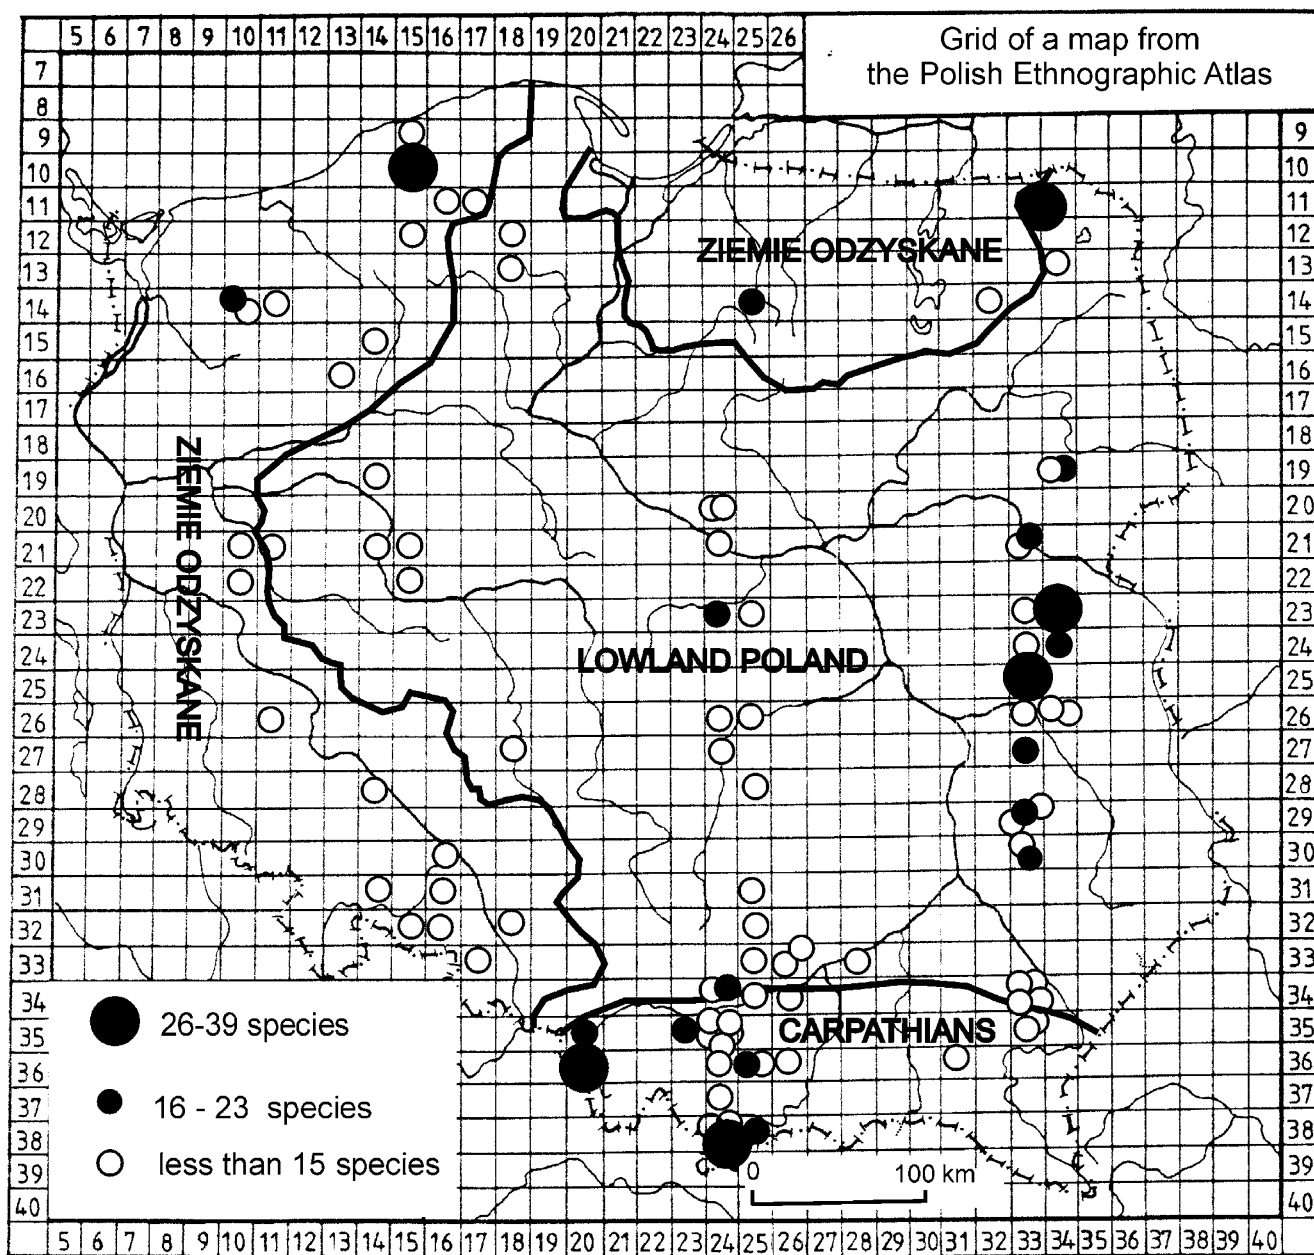 5 6 7 8 9 10 11 12 13 14 15 16 17 18 19 20 21 22 23 24 25 26
Grid of a map from
the Polish Ethnographic Atlas
7
8
9 9
10 10
11 11
12 12
ZIEMIE ODZYSKANE
13 13
14 14
15 15
16 16
17 17
18 18
19 19
20 20
21 21
22 22
23 23
ZIEMIE ODZYSKANE
LOWLAND POLAND
24 24
25 25
26 26
27 27
28 28
29 29
30 30
31 31
32 32
33 33
34 34
26-39 species
CARPATHIANS
35 35
36 36
37 37
16 - 23 species
38 38
less than 15 species
39 39
0 100 km
40 40
5 6 7 8 9 10 11 12 13 14 15 16 17 18 19 20 21 22 23 24 25 26 27 28 29 30 31 32 33 34 35 36 37 38 39 40